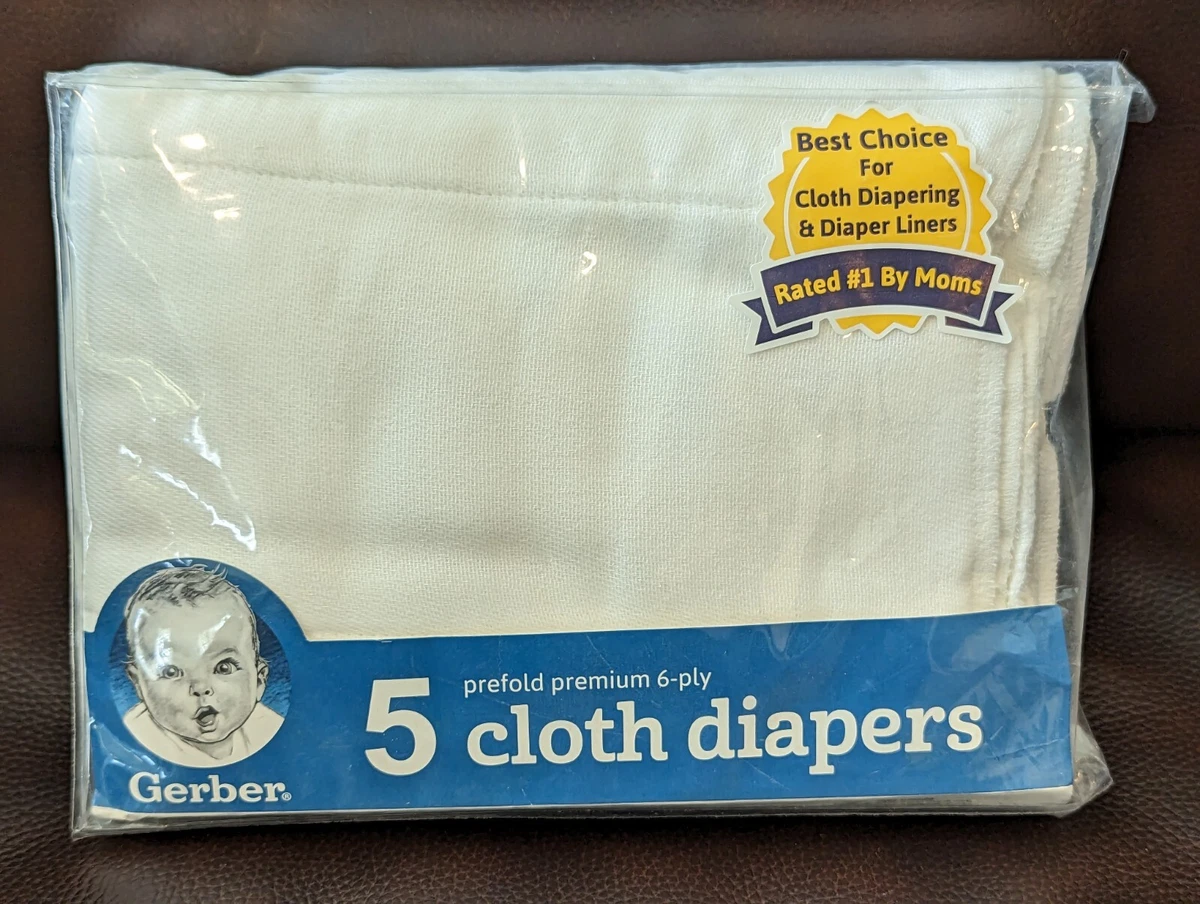 Best Choice
For
Cloth Diapering
& Diaper Liners
Rated #1 By Moms
5
prefold premium 6-ply
cloth diapers
Gerber®